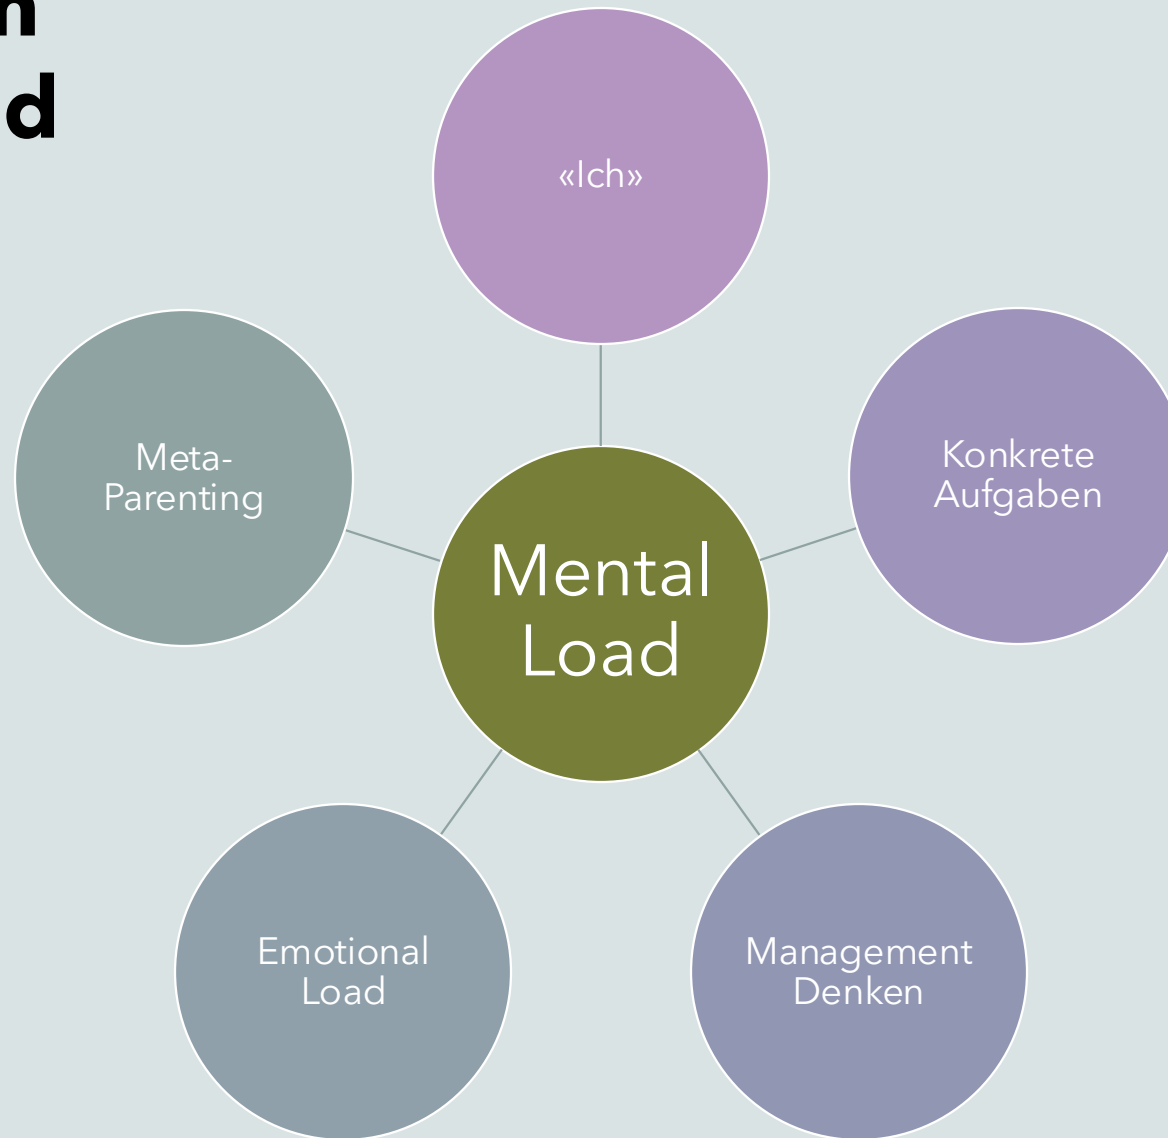 «Ich»
Meta-
Parenting
Konkrete
Aufgaben
Mental
Load
Emotional
Load
Management
Denken